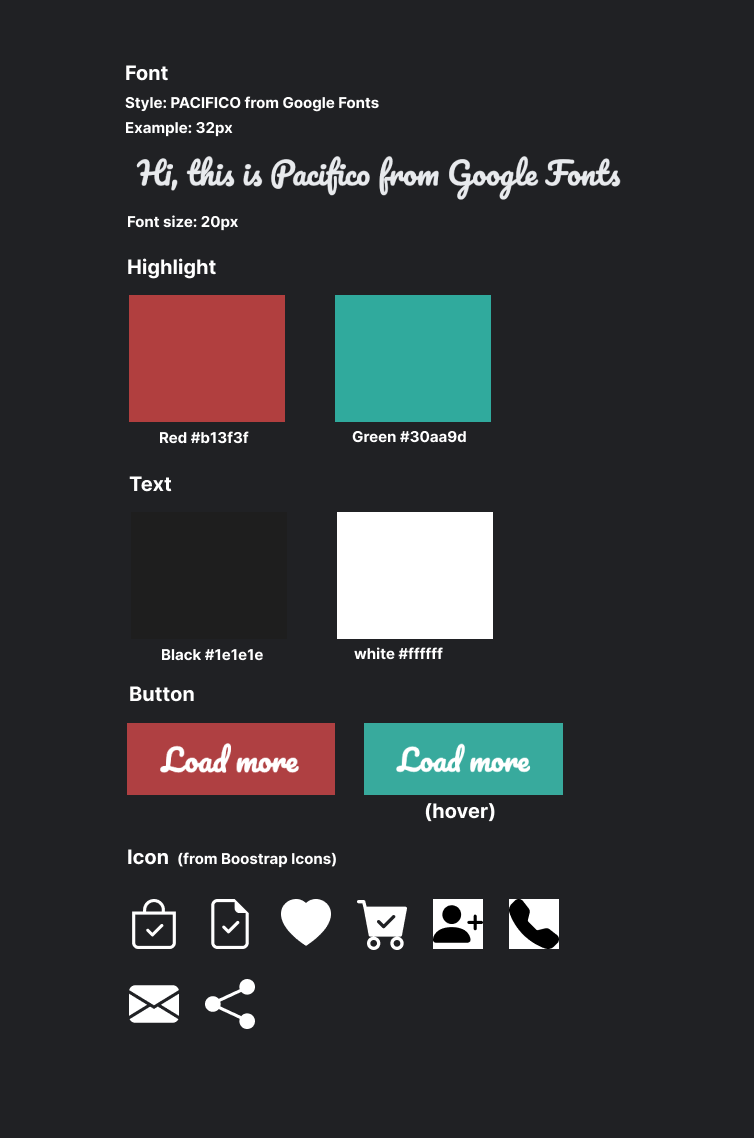 Font
Style: PACIFICO from Google Fonts
Example: 32px
Hi, this is Pacifico from Google Fonts
Font size: 20px
Highlight
Red #b13f3f
Green #30aa9d
Text
Black #1e1e1e
white #ffffff
Button
Load more
Load more
(hover)
Icon (from Boostrap Icons)